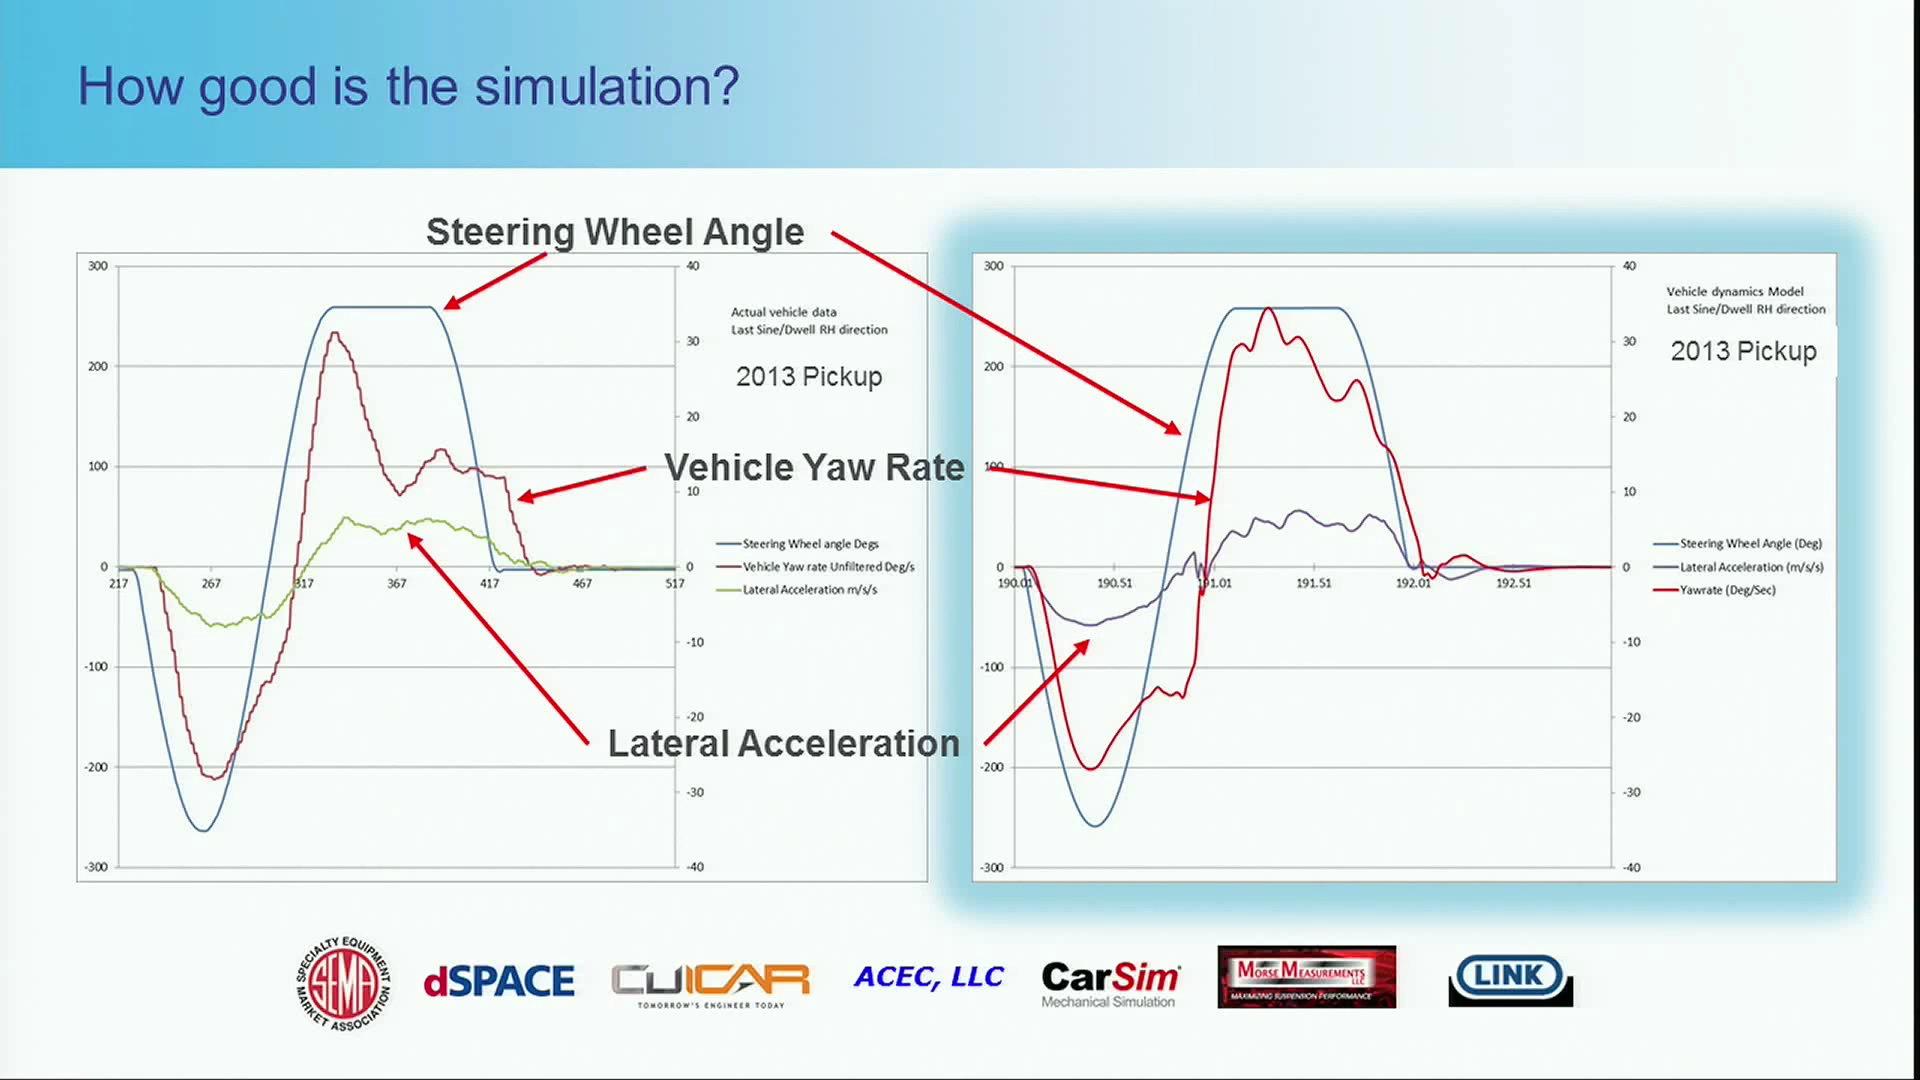 How good is the simulation?
Steering Wheel Angle
300
200
100
0
-100
-200
-300
217
267
317
367
417
467
517
40
30
20
10
0
-10
-20
-30
-40
Actual vehicle data
Last Sine/Dwell RH direction
2013 Pickup
Steering Wheel angle Degs
Vehicle Yaw rate Unfiltered Deg/s
Lateral Acceleration m/s/s
Vehicle Yaw Rate
Lateral Acceleration
300
200
100
0
-100
-200
-300
190.01
190.51
191.01
191.51
192.01
192.51
40
30
20
10
0
-10
-20
-30
-40
Vehicle dynamics Model
Last Sine/Dwell RH direction
2013 Pickup
Steering Wheel Angle (Deg)
Lateral Acceleration (m/s/s)
Yawrate (Deg/Sec)
SPECIALTY EQUIPMENT
SEMA
MARKET ASSOCIATION
dSPACE
CUICAR
TOMORROW'S ENGINEER TODAY
ACEC, LLC
CarSim
Mechanical Simulation
MORSE MEASUREMENTS
LLC
MAXIMIZING SUSPENSION PERFORMANCE
LINK